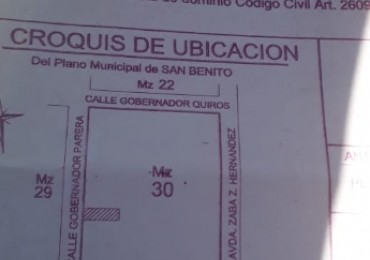 dominio Codigo Civil Art. 2609
CROQUIS DE UBICACION
Del Plano Municipal de SAN BENITO
Mz 22
CALLE GOBERNADOR QUIROS
CALLE GOBERNADOR PARERA
AVDA. ZABA Z. HERNANDEZ
Mz
29
Mz
30